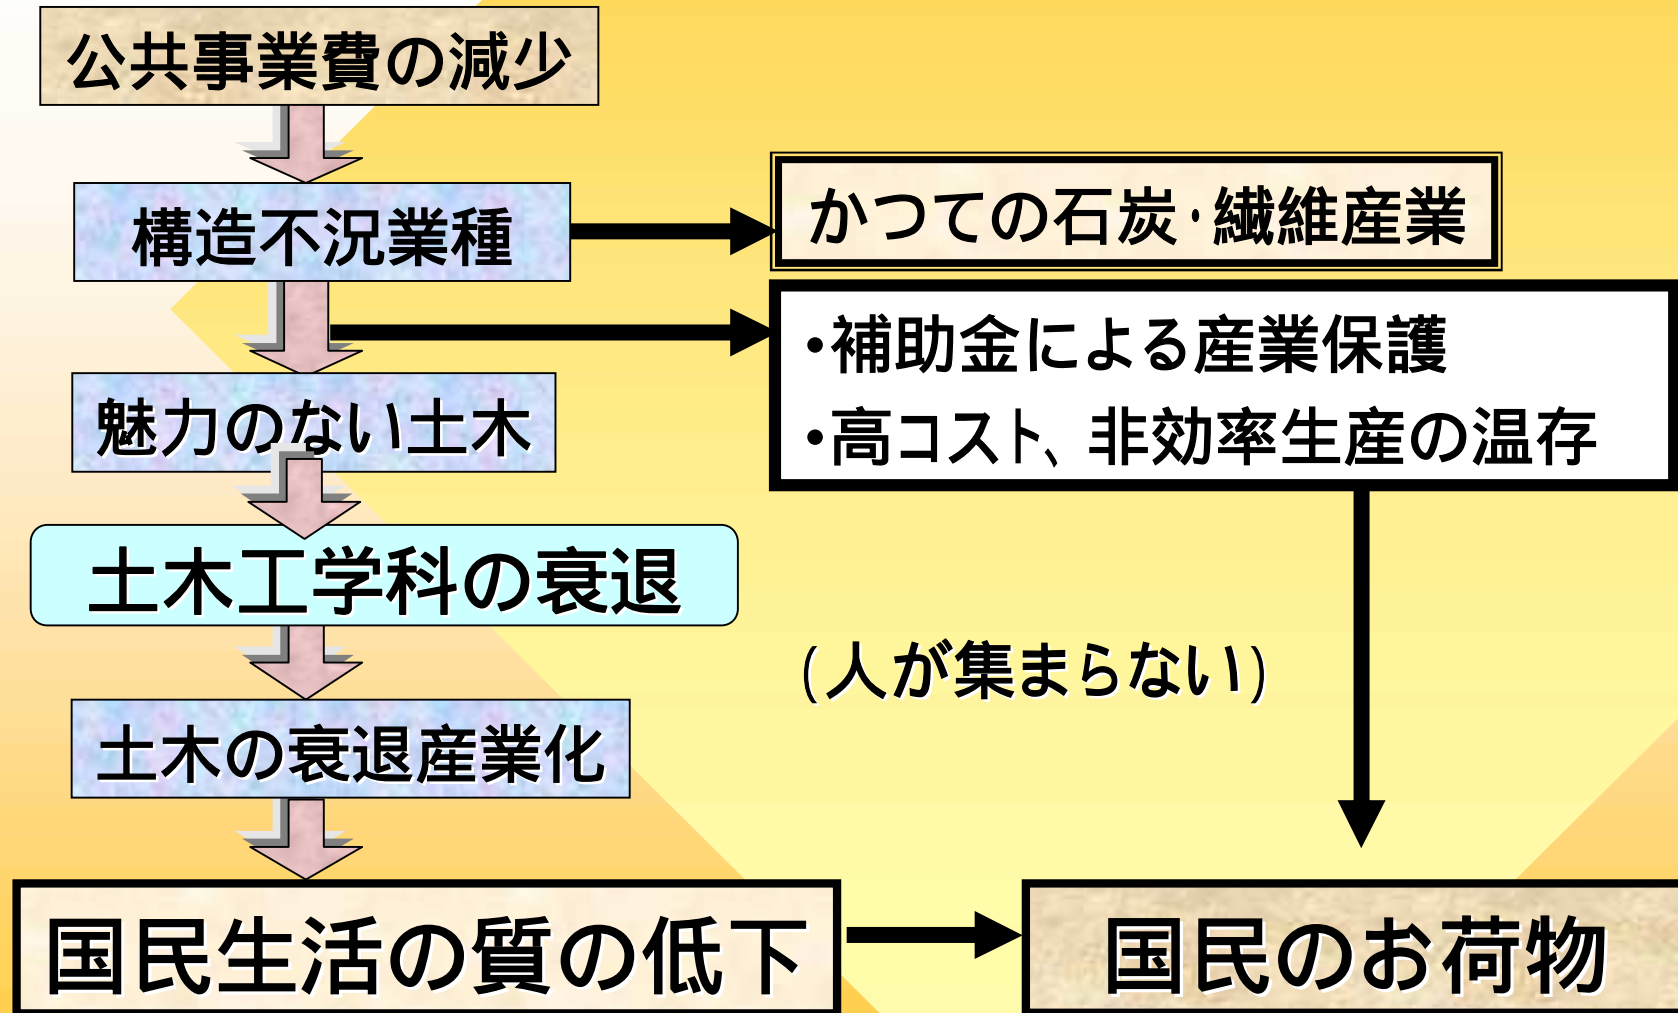 公共事業費の減少
構造不況業種
かつての石炭・繊維産業
・補助金による産業保護
・高コスト、非効率生産の温存
魅力のない土木
土木工学科の衰退
(人が集まらない)
土木の衰退産業化
国民生活の質の低下
国民のお荷物